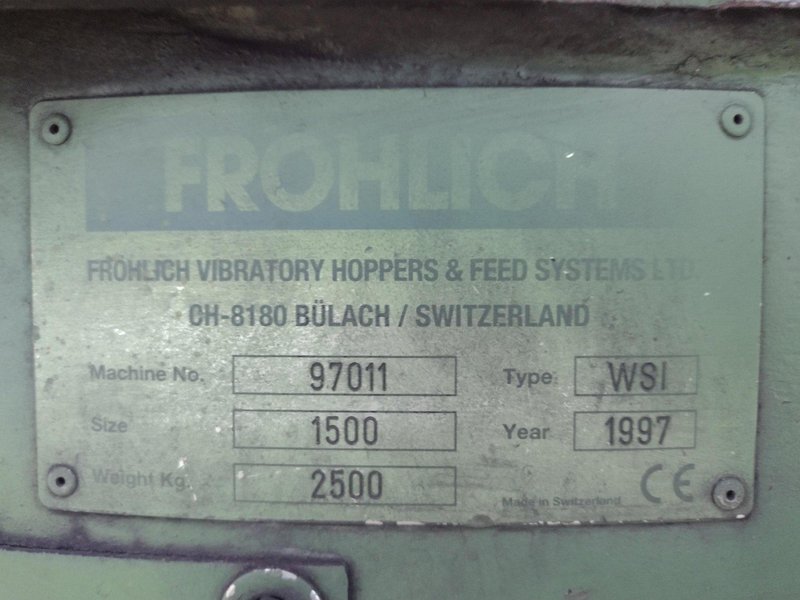 FRÖHLICH
FRÖHLICH VIBRATORY HOPPERS & FEED SYSTEMS LTD
CH-8180 BÜLACH / SWITZERLAND
Machine No. 97011 Type WSI
Size 1500 Year 1997
Weight Kg. 2500 Made in Switzerland CE